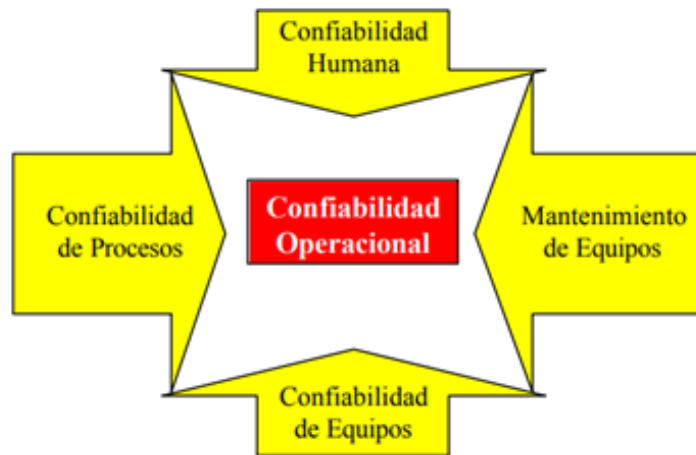 Confiabilidad
Humana
Confiabilidad
de Procesos
Confiabilidad
Operacional
Mantenimiento
de Equipos
Confiabilidad
de Equipos